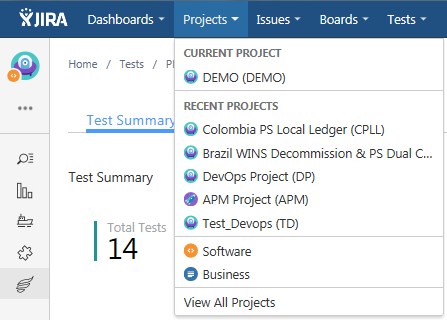 JIRA Dashboards Projects Issues Boards Tests
CURRENT PROJECT
DEMO (DEMO)
RECENT PROJECTS
Colombia PS Local Ledger (CPLL)
Brazil WINS Decommission & PS Dual C...
DevOps Project (DP)
APM Project (APM)
Test_Devops (TD)
Software
Business
View All Projects
Home / Tests /
Test Summary
Test Summary
Total Tests
14